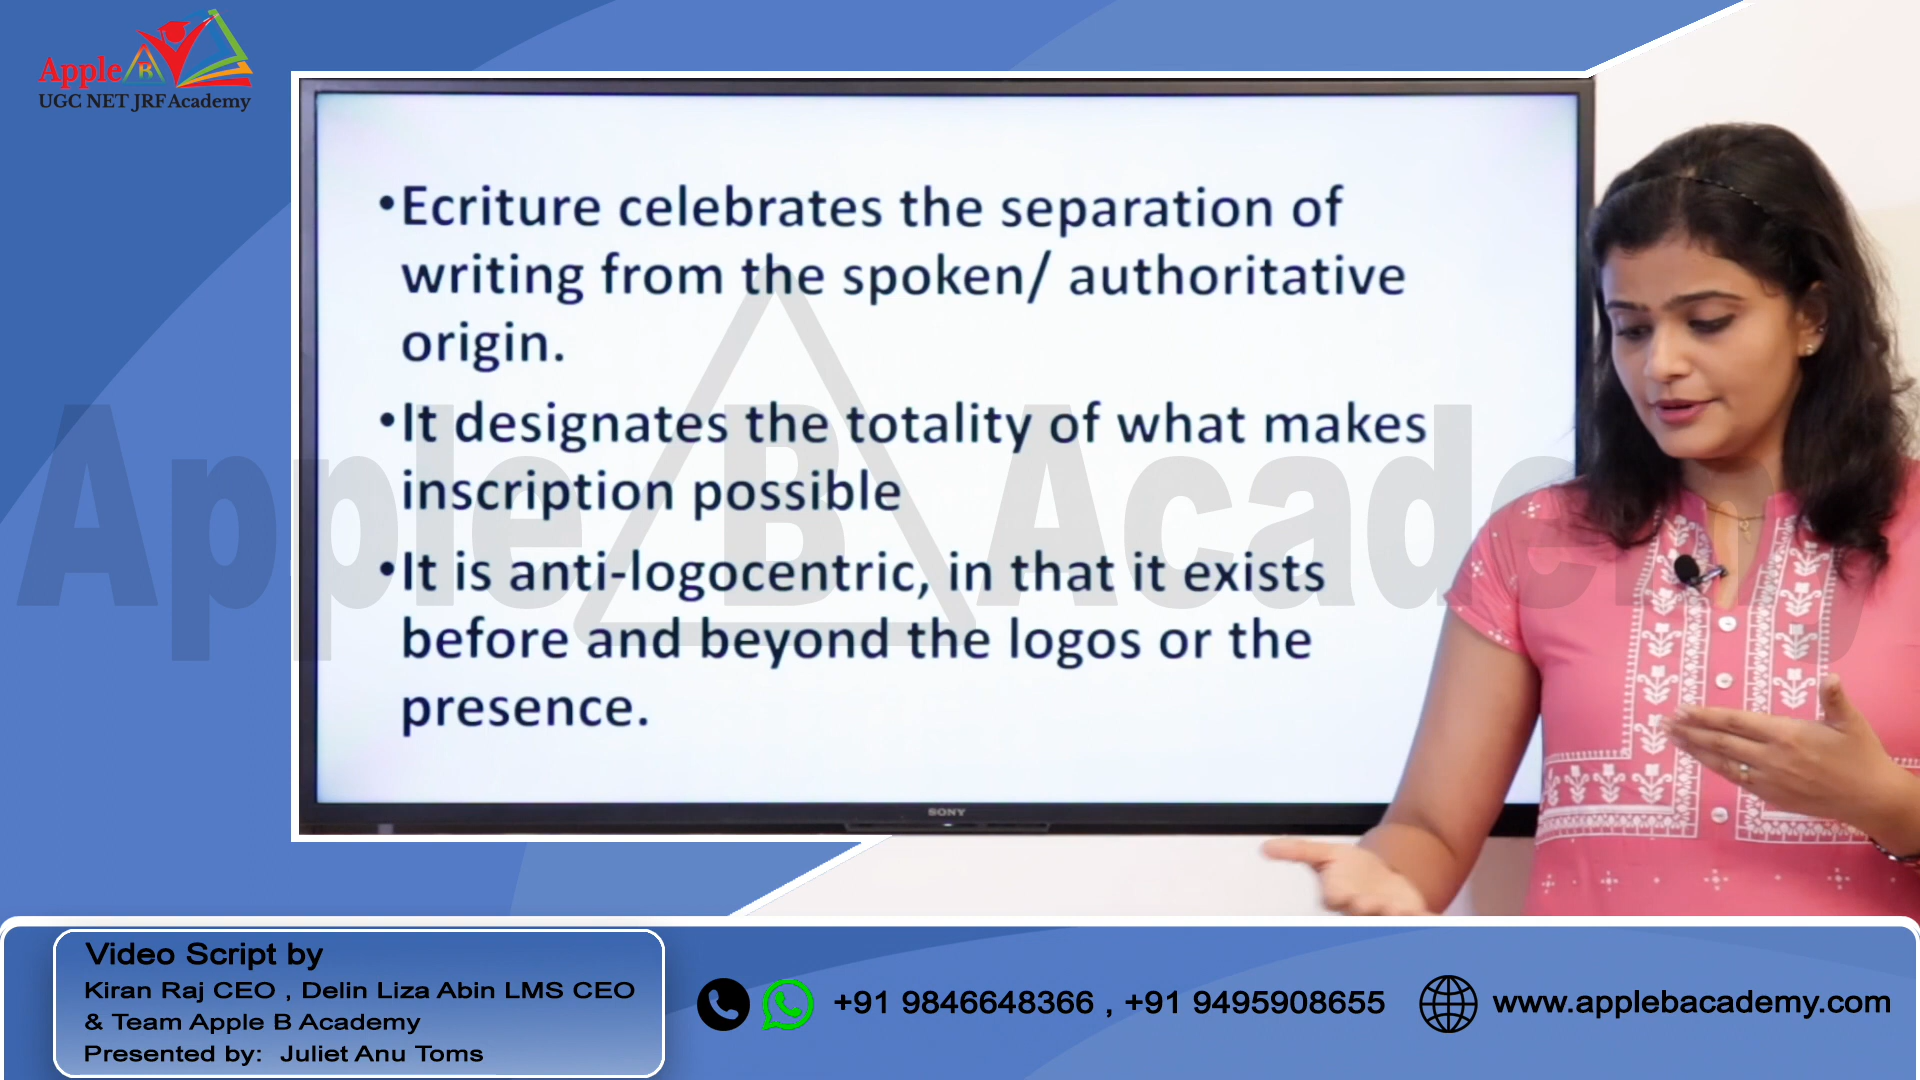 Apple B
UGC NET JRF Academy
•Ecriture celebrates the separation of
writing from the spoken/ authoritative
origin.
•It designates the totality of what makes
inscription possible
•It is anti-logocentric, in that it exists
before and beyond the logos or the
presence.
Apple B Academy
SONY
Video Script by
Kiran Raj CEO , Delin Liza Abin LMS CEO
& Team Apple B Academy
Presented by: Juliet Anu Toms
+91 9846648366 , +91 9495908655
www.applebacademy.com